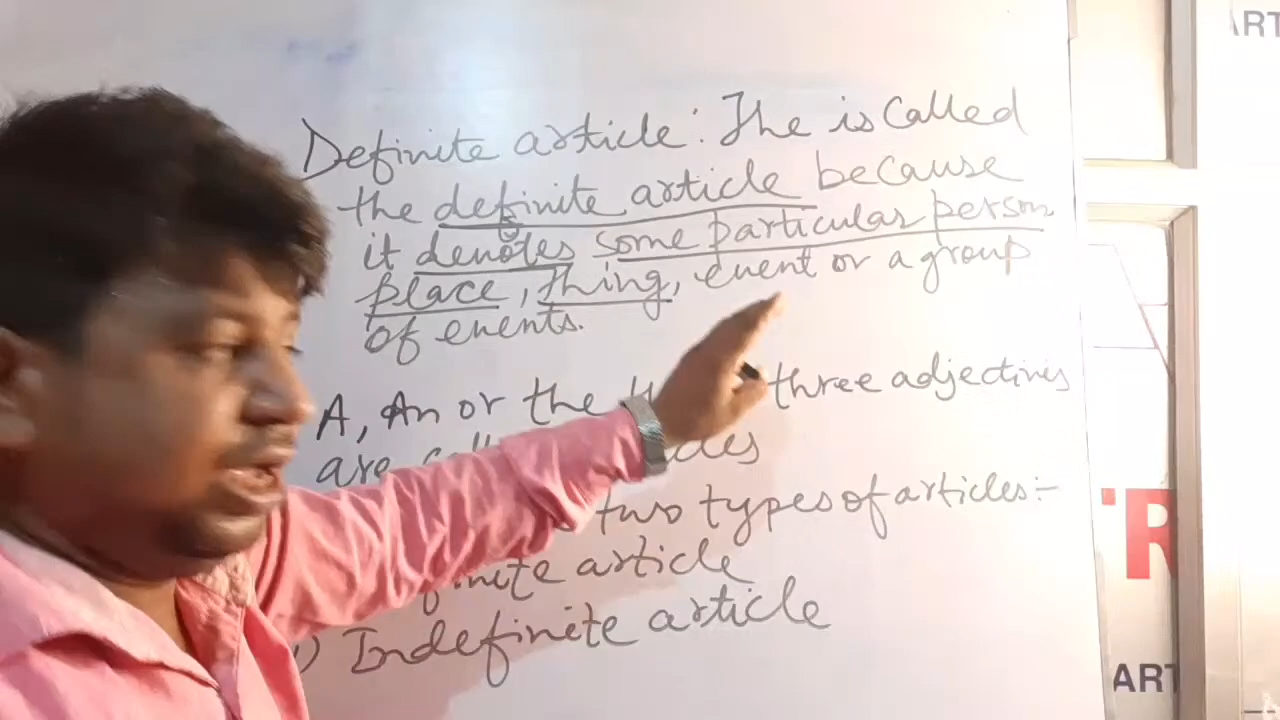 Definite article: The is called
the definite article because
it denotes some particular person
place, thing, event or a group
of events.
A, An or the three adjectives
are
two types of articles:-
article
Indefinite article
ART
TR
ART